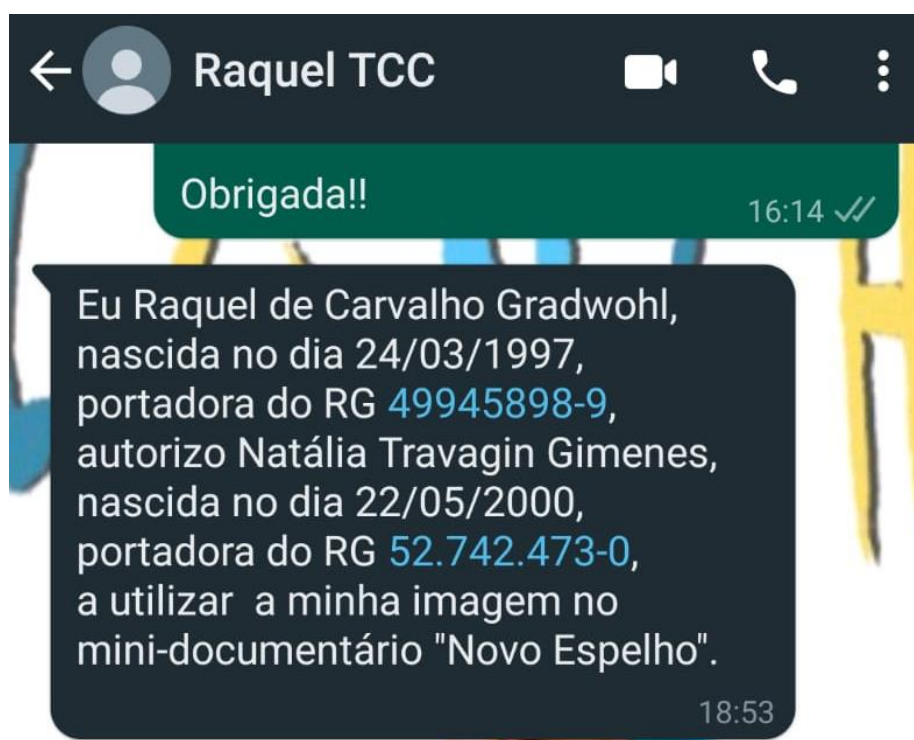 Raquel TCC
Obrigada!!
16:14
Eu Raquel de Carvalho Gradwohl,
nascida no dia 24/03/1997,
portadora do RG 49945898-9,
autorizo Natália Travagin Gimenes,
nascida no dia 22/05/2000,
portadora do RG 52.742.473-0,
a utilizar  a minha imagem no
mini-documentário "Novo Espelho".
18:53